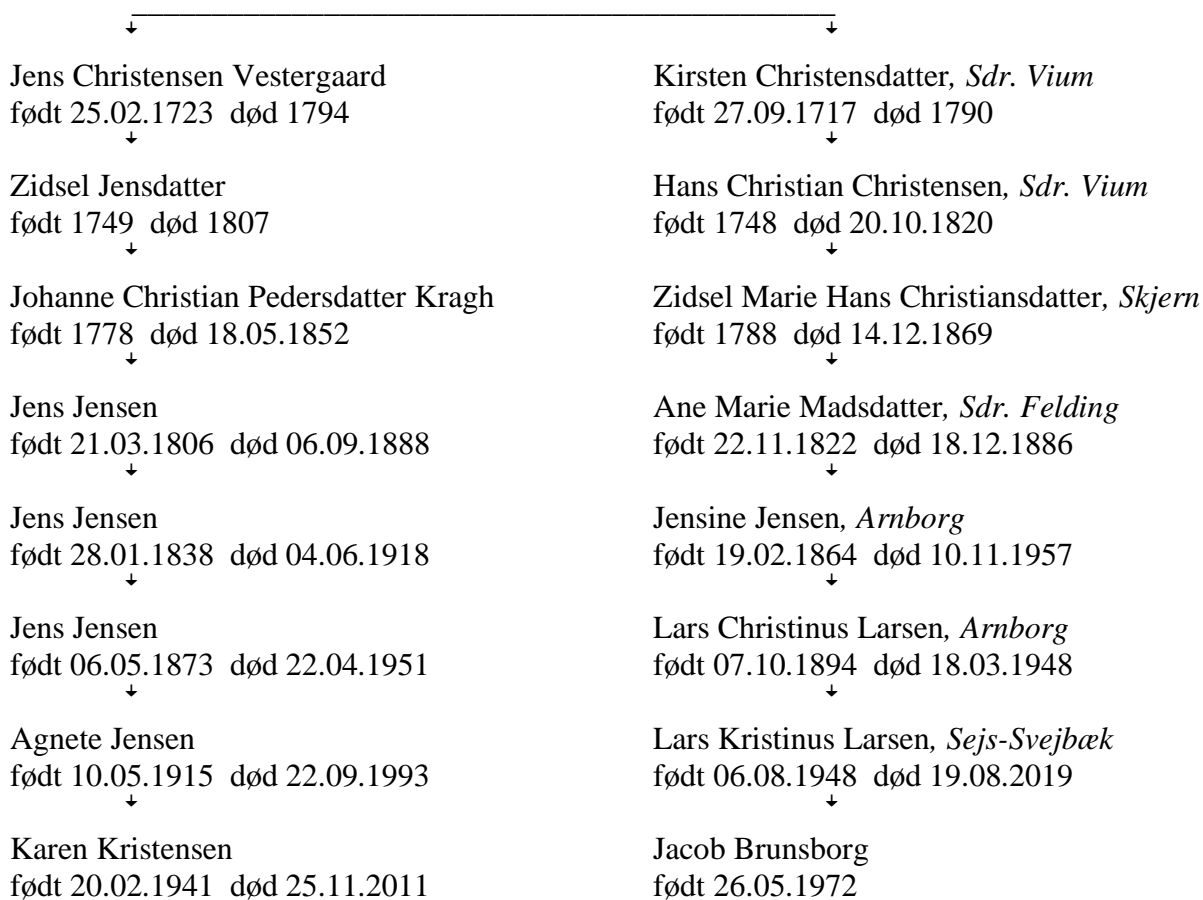 Jens Christensen Vestergaard
født 25.02.1723 død 1794
Kirsten Christensdatter, Sdr. Vium
født 27.09.1717 død 1790
Zidsel Jensdatter
født 1749 død 1807
Hans Christian Christensen, Sdr. Vium
født 1748 død 20.10.1820
Johanne Christian Pedersdatter Kragh
født 1778 død 18.05.1852
Zidsel Marie Hans Christiansdatter, Skjern
født 1788 død 14.12.1869
Jens Jensen
født 21.03.1806 død 06.09.1888
Ane Marie Madsdatter, Sdr. Felding
født 22.11.1822 død 18.12.1886
Jens Jensen
født 28.01.1838 død 04.06.1918
Jensine Jensen, Arnborg
født 19.02.1864 død 10.11.1957
Jens Jensen
født 06.05.1873 død 22.04.1951
Lars Christinus Larsen, Arnborg
født 07.10.1894 død 18.03.1948
Agnete Jensen
født 10.05.1915 død 22.09.1993
Lars Kristinus Larsen, Sejs-Svejbæk
født 06.08.1948 død 19.08.2019
Karen Kristensen
født 20.02.1941 død 25.11.2011
Jacob Brunsborg
født 26.05.1972